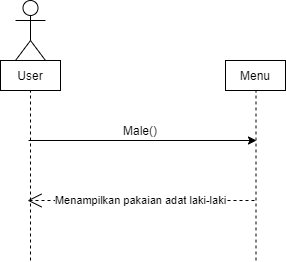 User
Menu
Male()
Menampilkan pakaian adat laki-laki